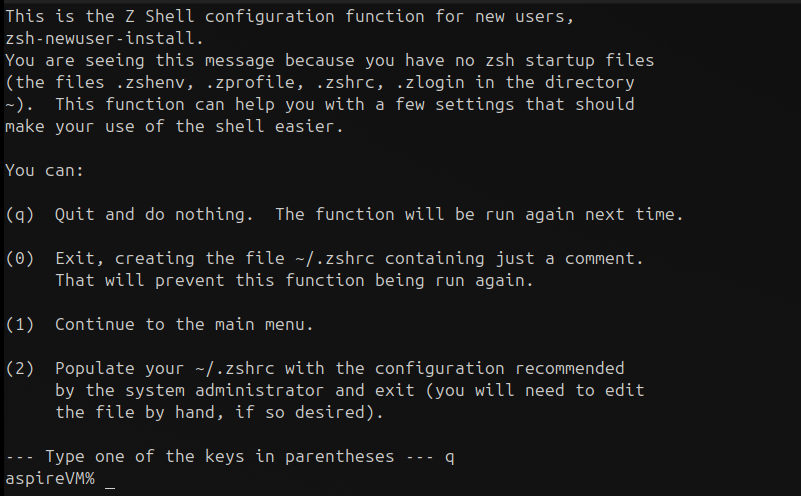 This is the Z Shell configuration function for new users,
zsh-newuser-install.
You are seeing this message because you have no zsh startup files
(the files .zshenv, .zprofile, .zshrc, .zlogin in the directory
~).  This function can help you with a few settings that should
make your use of the shell easier.

You can:

(q)  Quit and do nothing.  The function will be run again next time.

(0)  Exit, creating the file ~/.zshrc containing just a comment.
     That will prevent this function being run again.

(1)  Continue to the main menu.

(2)  Populate your ~/.zshrc with the configuration recommended
     by the system administrator and exit (you will need to edit
     the file by hand, if so desired).

--- Type one of the keys in parentheses --- q
aspireVM% _